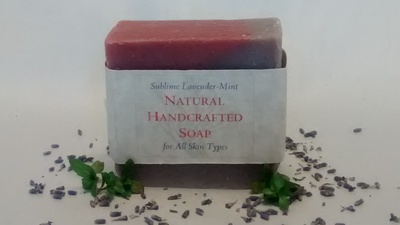 Sublime Lavender-Mint
Natural
Handcrafted
Soap
for All Skin Types